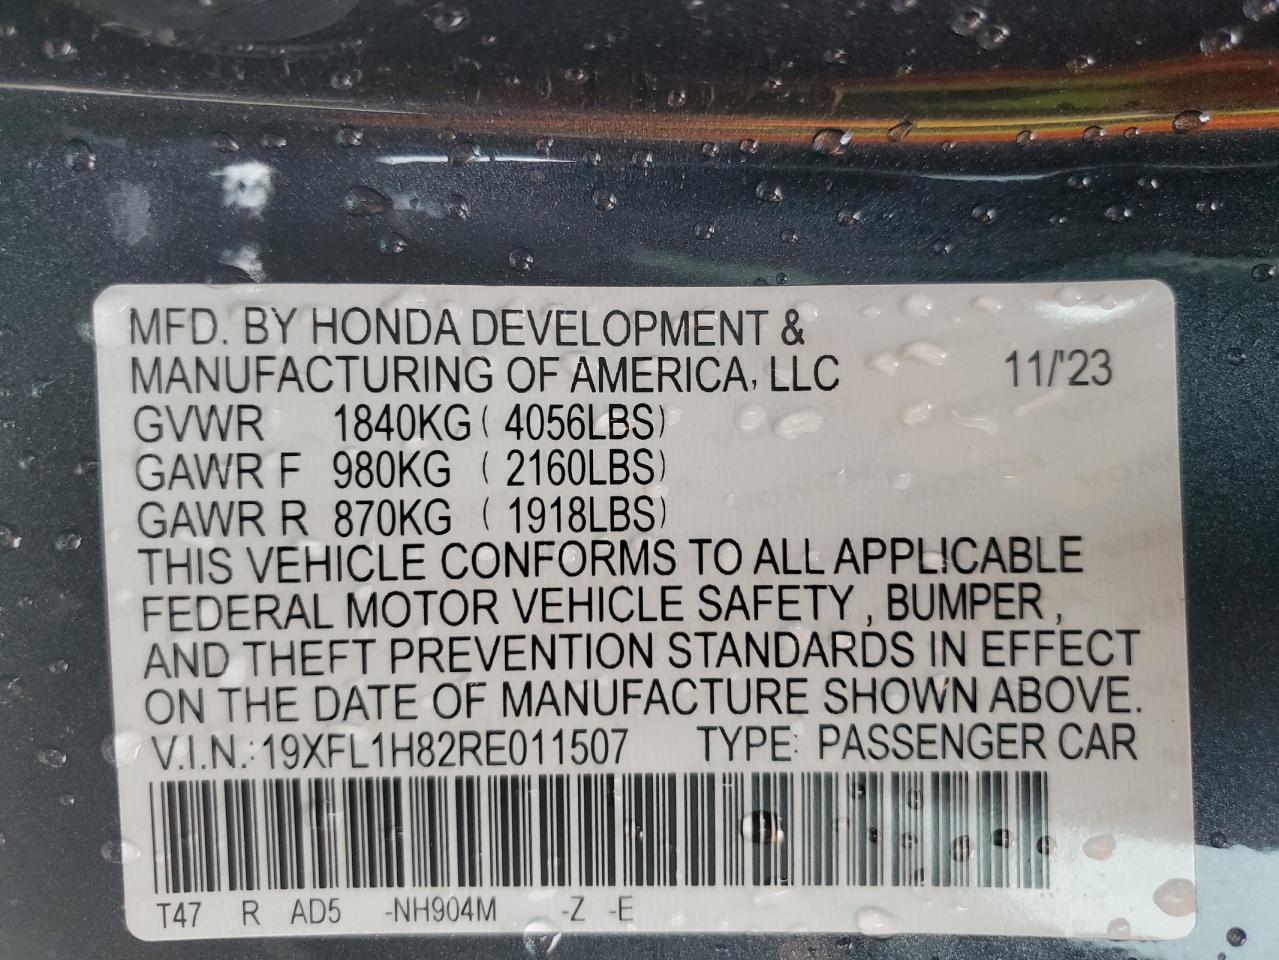 MFD. BY HONDA DEVELOPMENT &
MANUFACTURING OF AMERICA, LLC 11/'23
GVWR 1840KG ( 4056LBS)
GAWR F 980KG ( 2160LBS)
GAWR R 870KG ( 1918LBS)
THIS VEHICLE CONFORMS TO ALL APPLICABLE
FEDERAL MOTOR VEHICLE SAFETY , BUMPER ,
AND THEFT PREVENTION STANDARDS IN EFFECT
ON THE DATE OF MANUFACTURE SHOWN ABOVE.
V.I.N.: 19XFL1H82RE011507 TYPE: PASSENGER CAR
T47 R AD5 -NH904M -Z -E